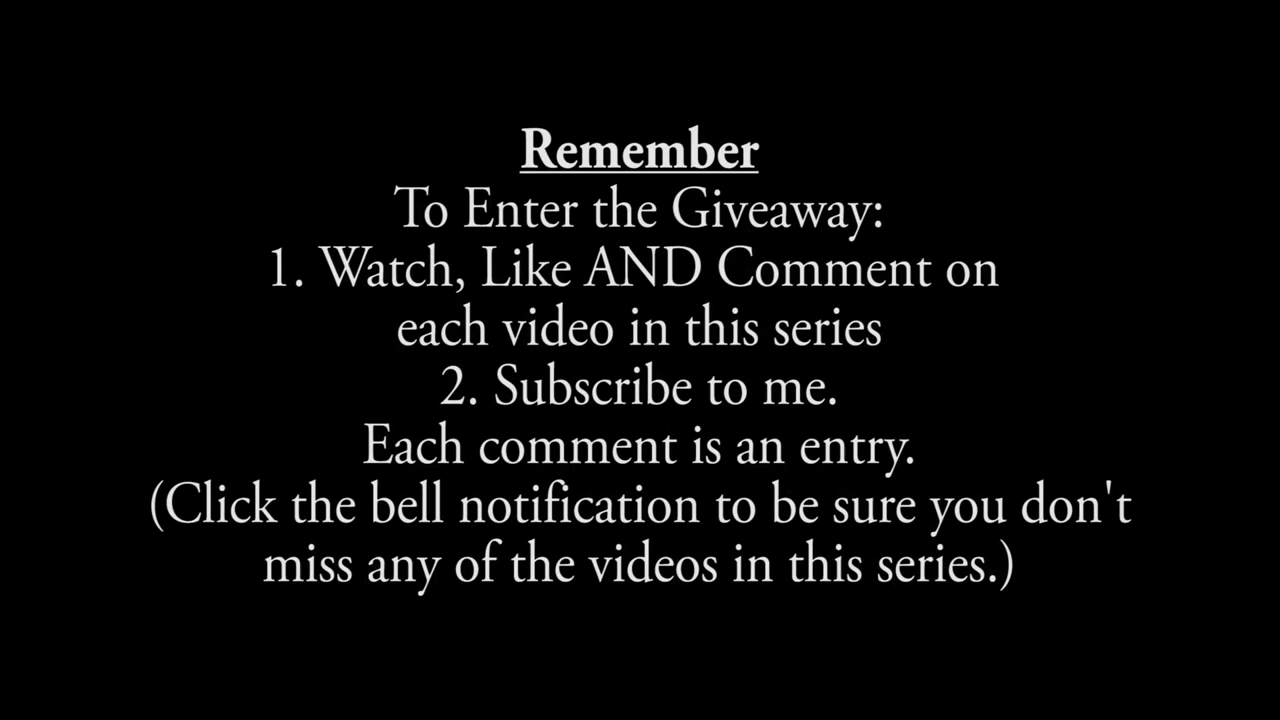 Remember
To Enter the Giveaway:
1. Watch, Like AND Comment on
each video in this series
2. Subscribe to me.
Each comment is an entry.
(Click the bell notification to be sure you don't
miss any of the videos in this series.)